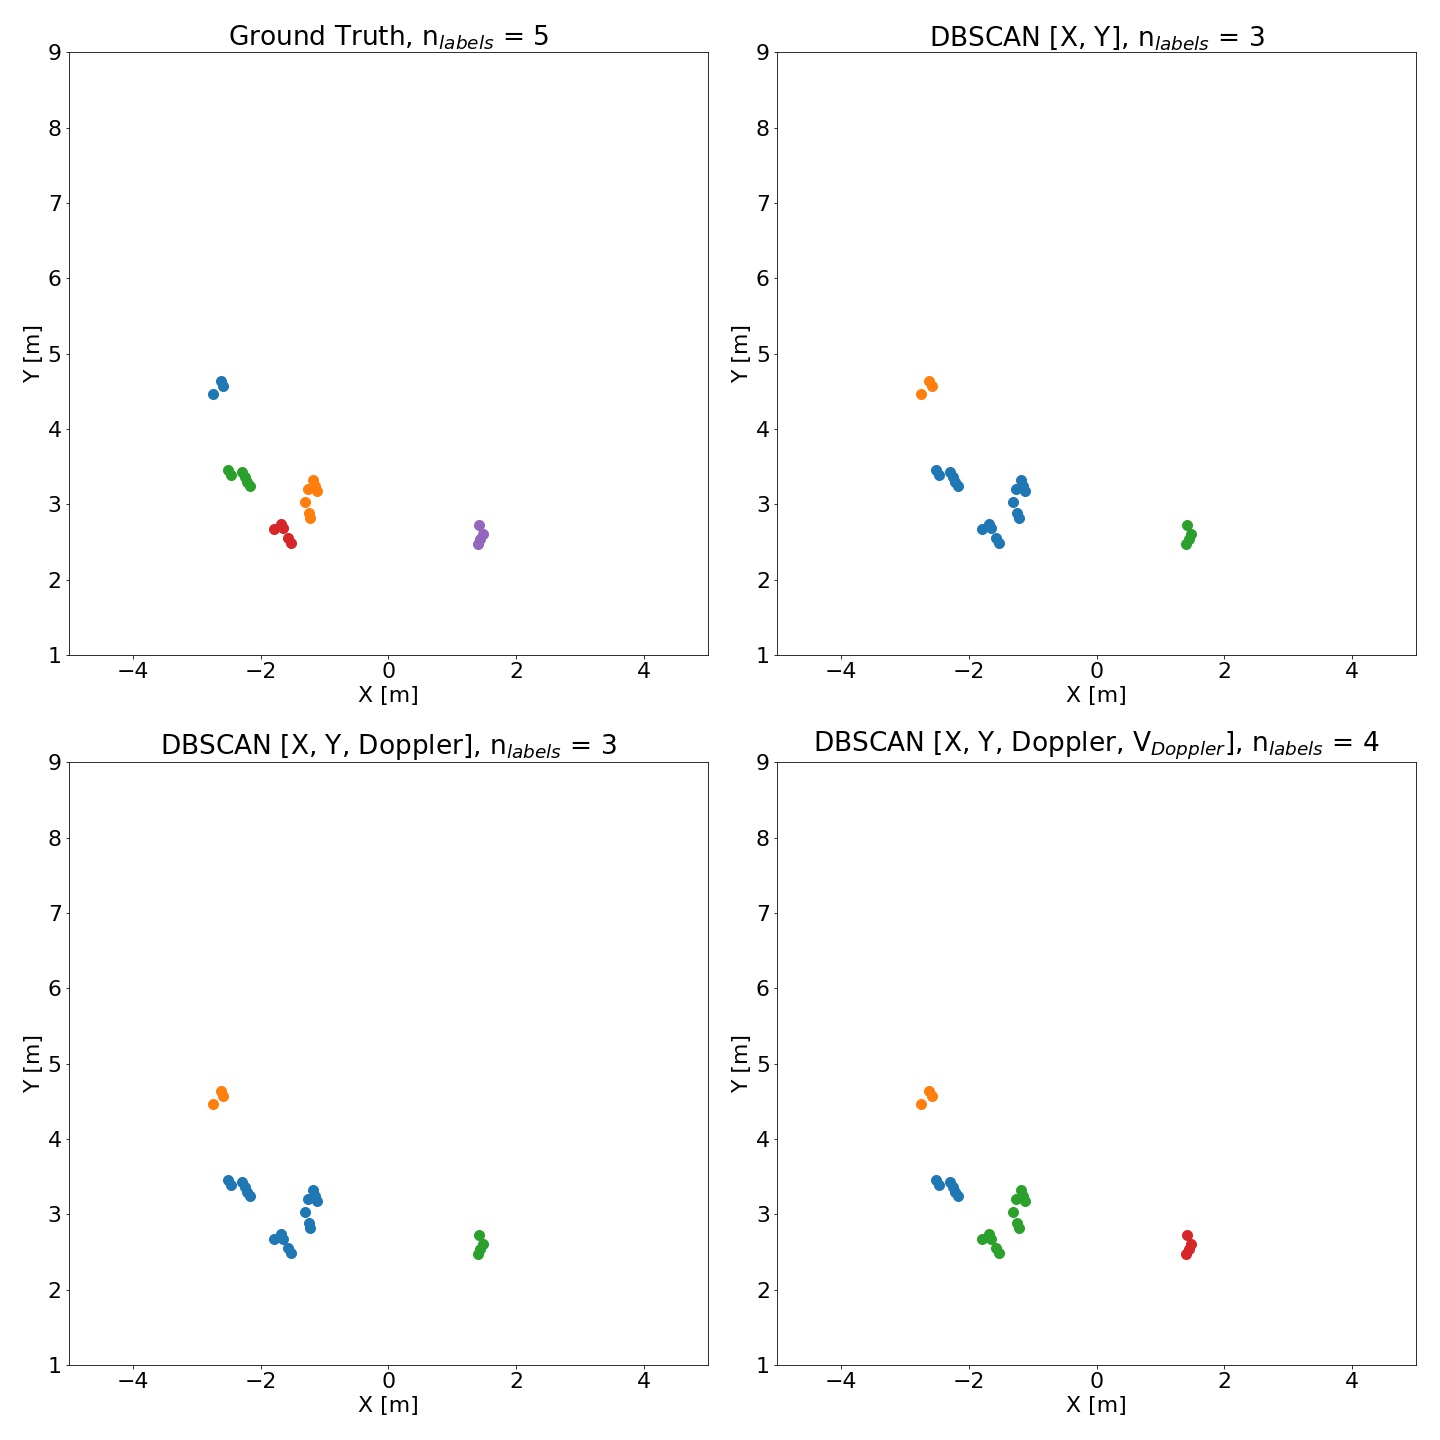 Ground Truth, n_labels = 5
9
8
7
6
5
4
3
2
1
Y [m]
−4 −2 0 2 4
X [m]
DBSCAN [X, Y], n_labels = 3
9
8
7
6
5
4
3
2
1
Y [m]
−4 −2 0 2 4
X [m]
DBSCAN [X, Y, Doppler], n_labels = 3
9
8
7
6
5
4
3
2
1
Y [m]
−4 −2 0 2 4
X [m]
DBSCAN [X, Y, Doppler, V_Doppler], n_labels = 4
9
8
7
6
5
4
3
2
1
Y [m]
−4 −2 0 2 4
X [m]